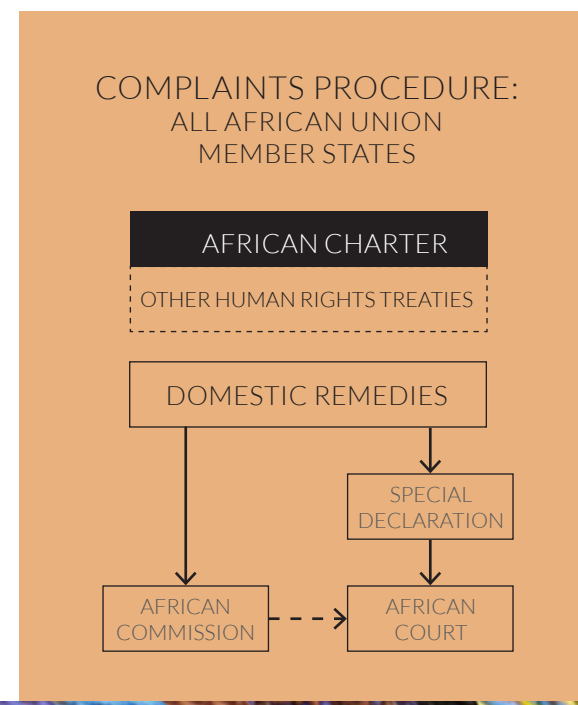 COMPLAINTS PROCEDURE:
ALL AFRICAN UNION
MEMBER STATES
AFRICAN CHARTER
OTHER HUMAN RIGHTS TREATIES
DOMESTIC REMEDIES
SPECIAL
DECLARATION
AFRICAN
COMMISSION
AFRICAN
COURT